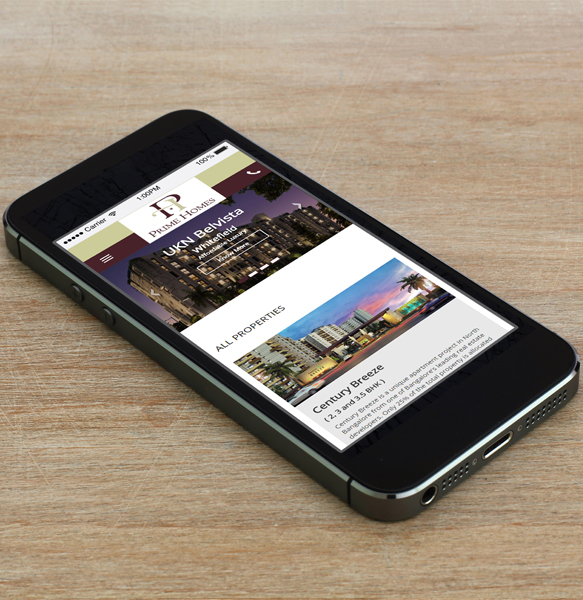 Carrier 1:00PM 100%
PR
PRIME HOMES
UKN Belvista
Whitefield
Affordable Luxury
Know More
ALL PROPERTIES
Century Breeze
( 2, 3 and 3.5 BHK )
Century Breeze is a unique apartment project in North
Bangalore from one of Bangalore's leading real estate
developers. Only 25% of the total property is allocated